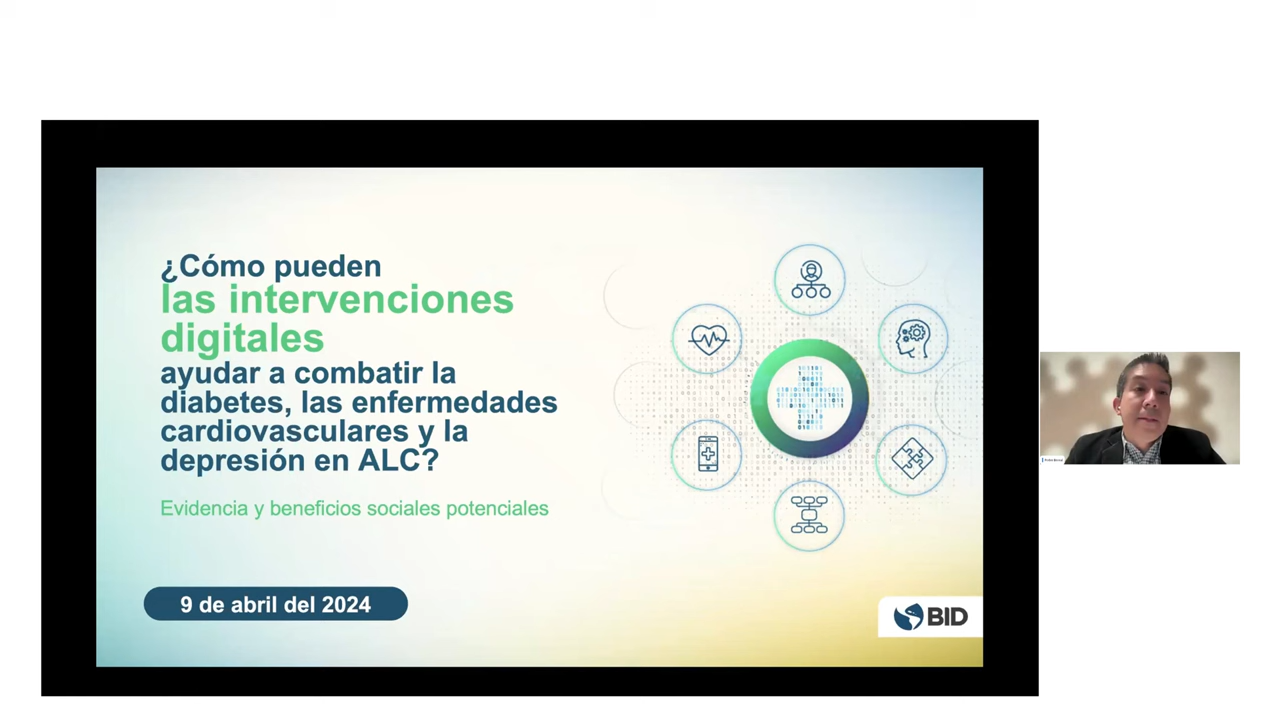 ¿Cómo pueden
las intervenciones
digitales
ayudar a combatir la
diabetes, las enfermedades
cardiovasculares y la
depresión en ALC?
Evidencia y beneficios sociales potenciales
9 de abril del 2024
BID